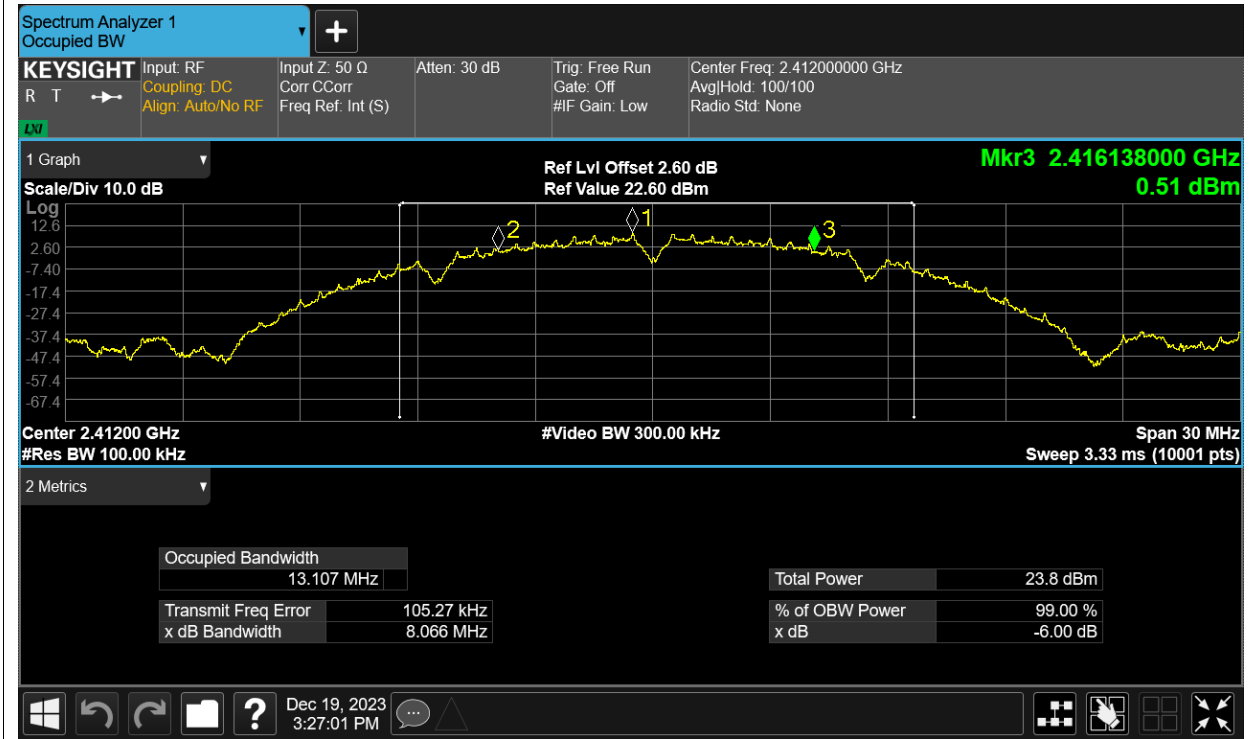 Spectrum Analyzer 1
Occupied BW
KEYSIGHT
R T
LXI
Input: RF
Coupling: DC
Align: Auto/No RF
Input Z: 50 Ω
Corr CCorr
Freq Ref: Int (S)
Atten: 30 dB
Trig: Free Run
Gate: Off
#IF Gain: Low
Center Freq: 2.412000000 GHz
Avg|Hold: 100/100
Radio Std: None
1 Graph
Scale/Div 10.0 dB
Ref Lvl Offset 2.60 dB
Ref Value 22.60 dBm
Mkr3 2.416138000 GHz
0.51 dBm
Log
12.6
2.60
-7.40
-17.4
-27.4
-37.4
-47.4
-57.4
-67.4
2
1
3
Center 2.41200 GHz
#Video BW 300.00 kHz
Span 30 MHz
#Res BW 100.00 kHz
Sweep 3.33 ms (10001 pts)
2 Metrics
Occupied Bandwidth
13.107 MHz
Transmit Freq Error 105.27 kHz
x dB Bandwidth 8.066 MHz
Total Power 23.8 dBm
% of OBW Power 99.00 %
x dB -6.00 dB
?
Dec 19, 2023
3:27:01 PM